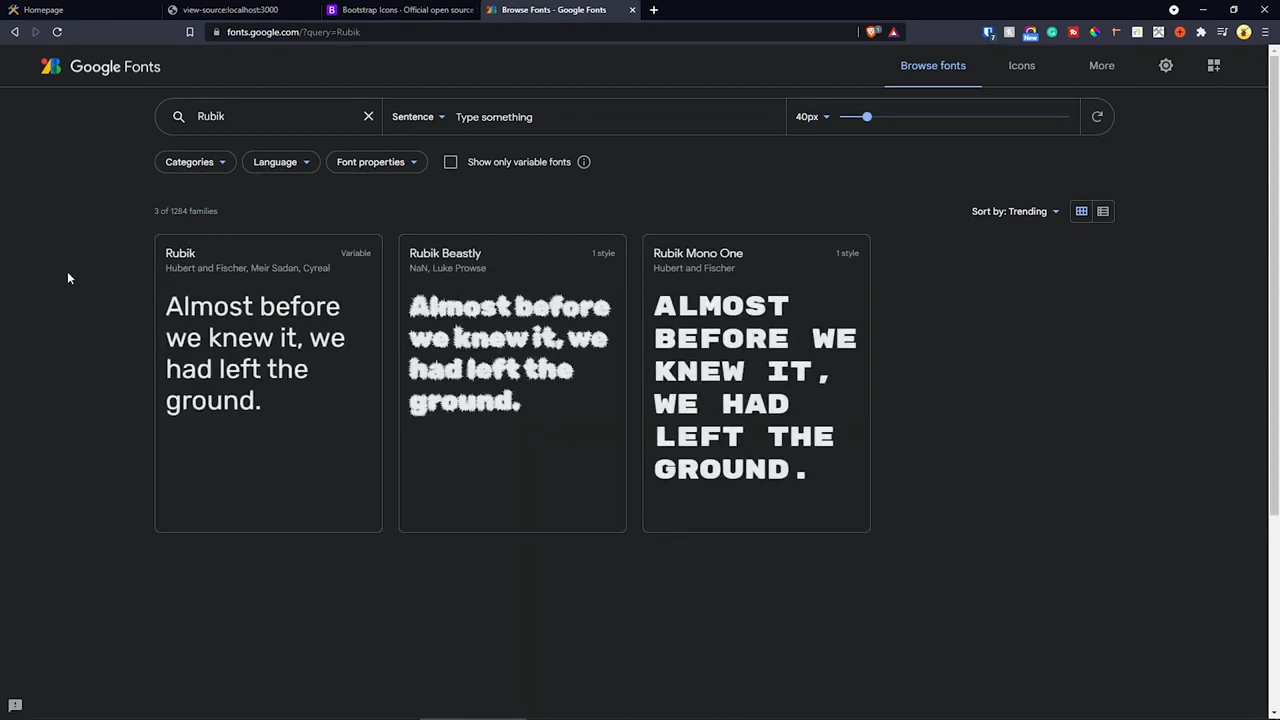 Homepage
view-source:localhost:3000
Bootstrap Icons · Official open source
Browse Fonts - Google Fonts
fonts.google.com/?query=Rubik
Google Fonts
Browse fonts
Icons
More
Rubik
Sentence
Type something
40px
Categories
Language
Font properties
Show only variable fonts
3 of 1284 families
Sort by: Trending
Rubik
Variable
Hubert and Fischer, Meir Sadan, Cyreal
Almost before
we knew it, we
had left the
ground.
Rubik Beastly
1 style
NaN, Luke Prowse
Almost before
we knew it, we
had left the
ground.
Rubik Mono One
1 style
Hubert and Fischer
ALMOST
BEFORE WE
KNEW IT,
WE HAD
LEFT THE
GROUND.